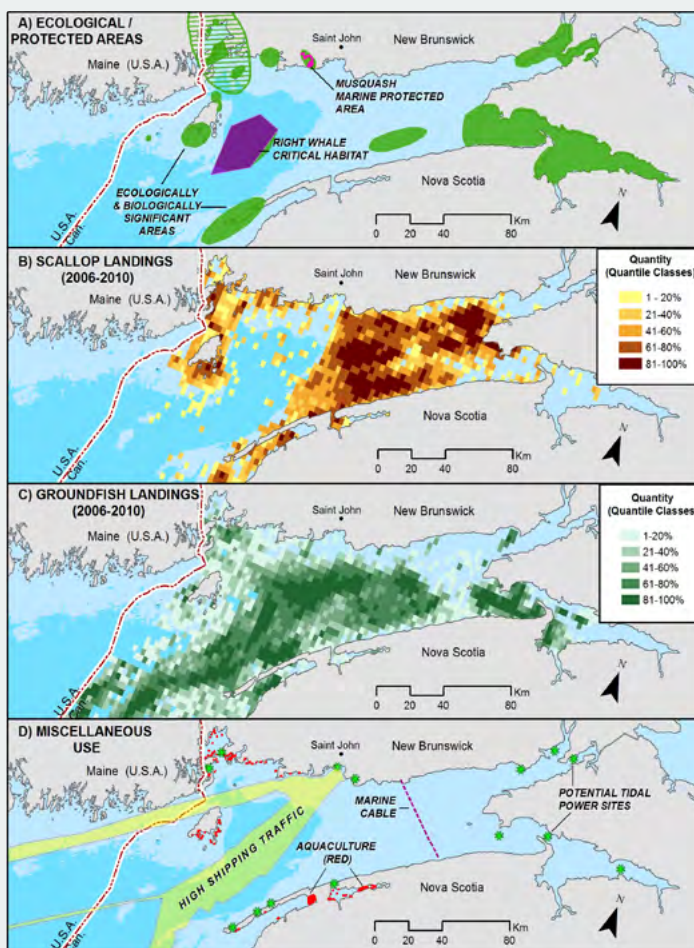 A) ECOLOGICAL /
PROTECTED AREAS
Saint John
New Brunswick
Maine (U.S.A.)
MUSQUASH
MARINE PROTECTED
AREA
RIGHT WHALE
CRITICAL HABITAT
ECOLOGICALLY
& BIOLOGICALLY
SIGNIFICANT
AREAS
Nova Scotia
U.S.A.
Can.
N
0 20 40 80
Km
B) SCALLOP LANDINGS
(2006-2010)
Saint John
New Brunswick
Maine (U.S.A.)
Quantity
(Quantile Classes)
1 - 20%
21-40%
41-60%
61-80%
81-100%
Nova Scotia
U.S.A.
Can.
N
0 20 40 80
Km
C) GROUNDFISH LANDINGS
(2006-2010)
Saint John
New Brunswick
Maine (U.S.A.)
Quantity
(Quantile Classes)
1-20%
21-40%
41-60%
61-80%
81-100%
Nova Scotia
U.S.A.
Can.
N
0 20 40 80
Km
D) MISCELLANEOUS
USE
Saint John
New Brunswick
Maine (U.S.A.)
MARINE
CABLE
POTENTIAL TIDAL
POWER SITES
HIGH SHIPPING TRAFFIC
AQUACULTURE
(RED)
Nova Scotia
U.S.A.
Can.
N
0 20 40 80
Km